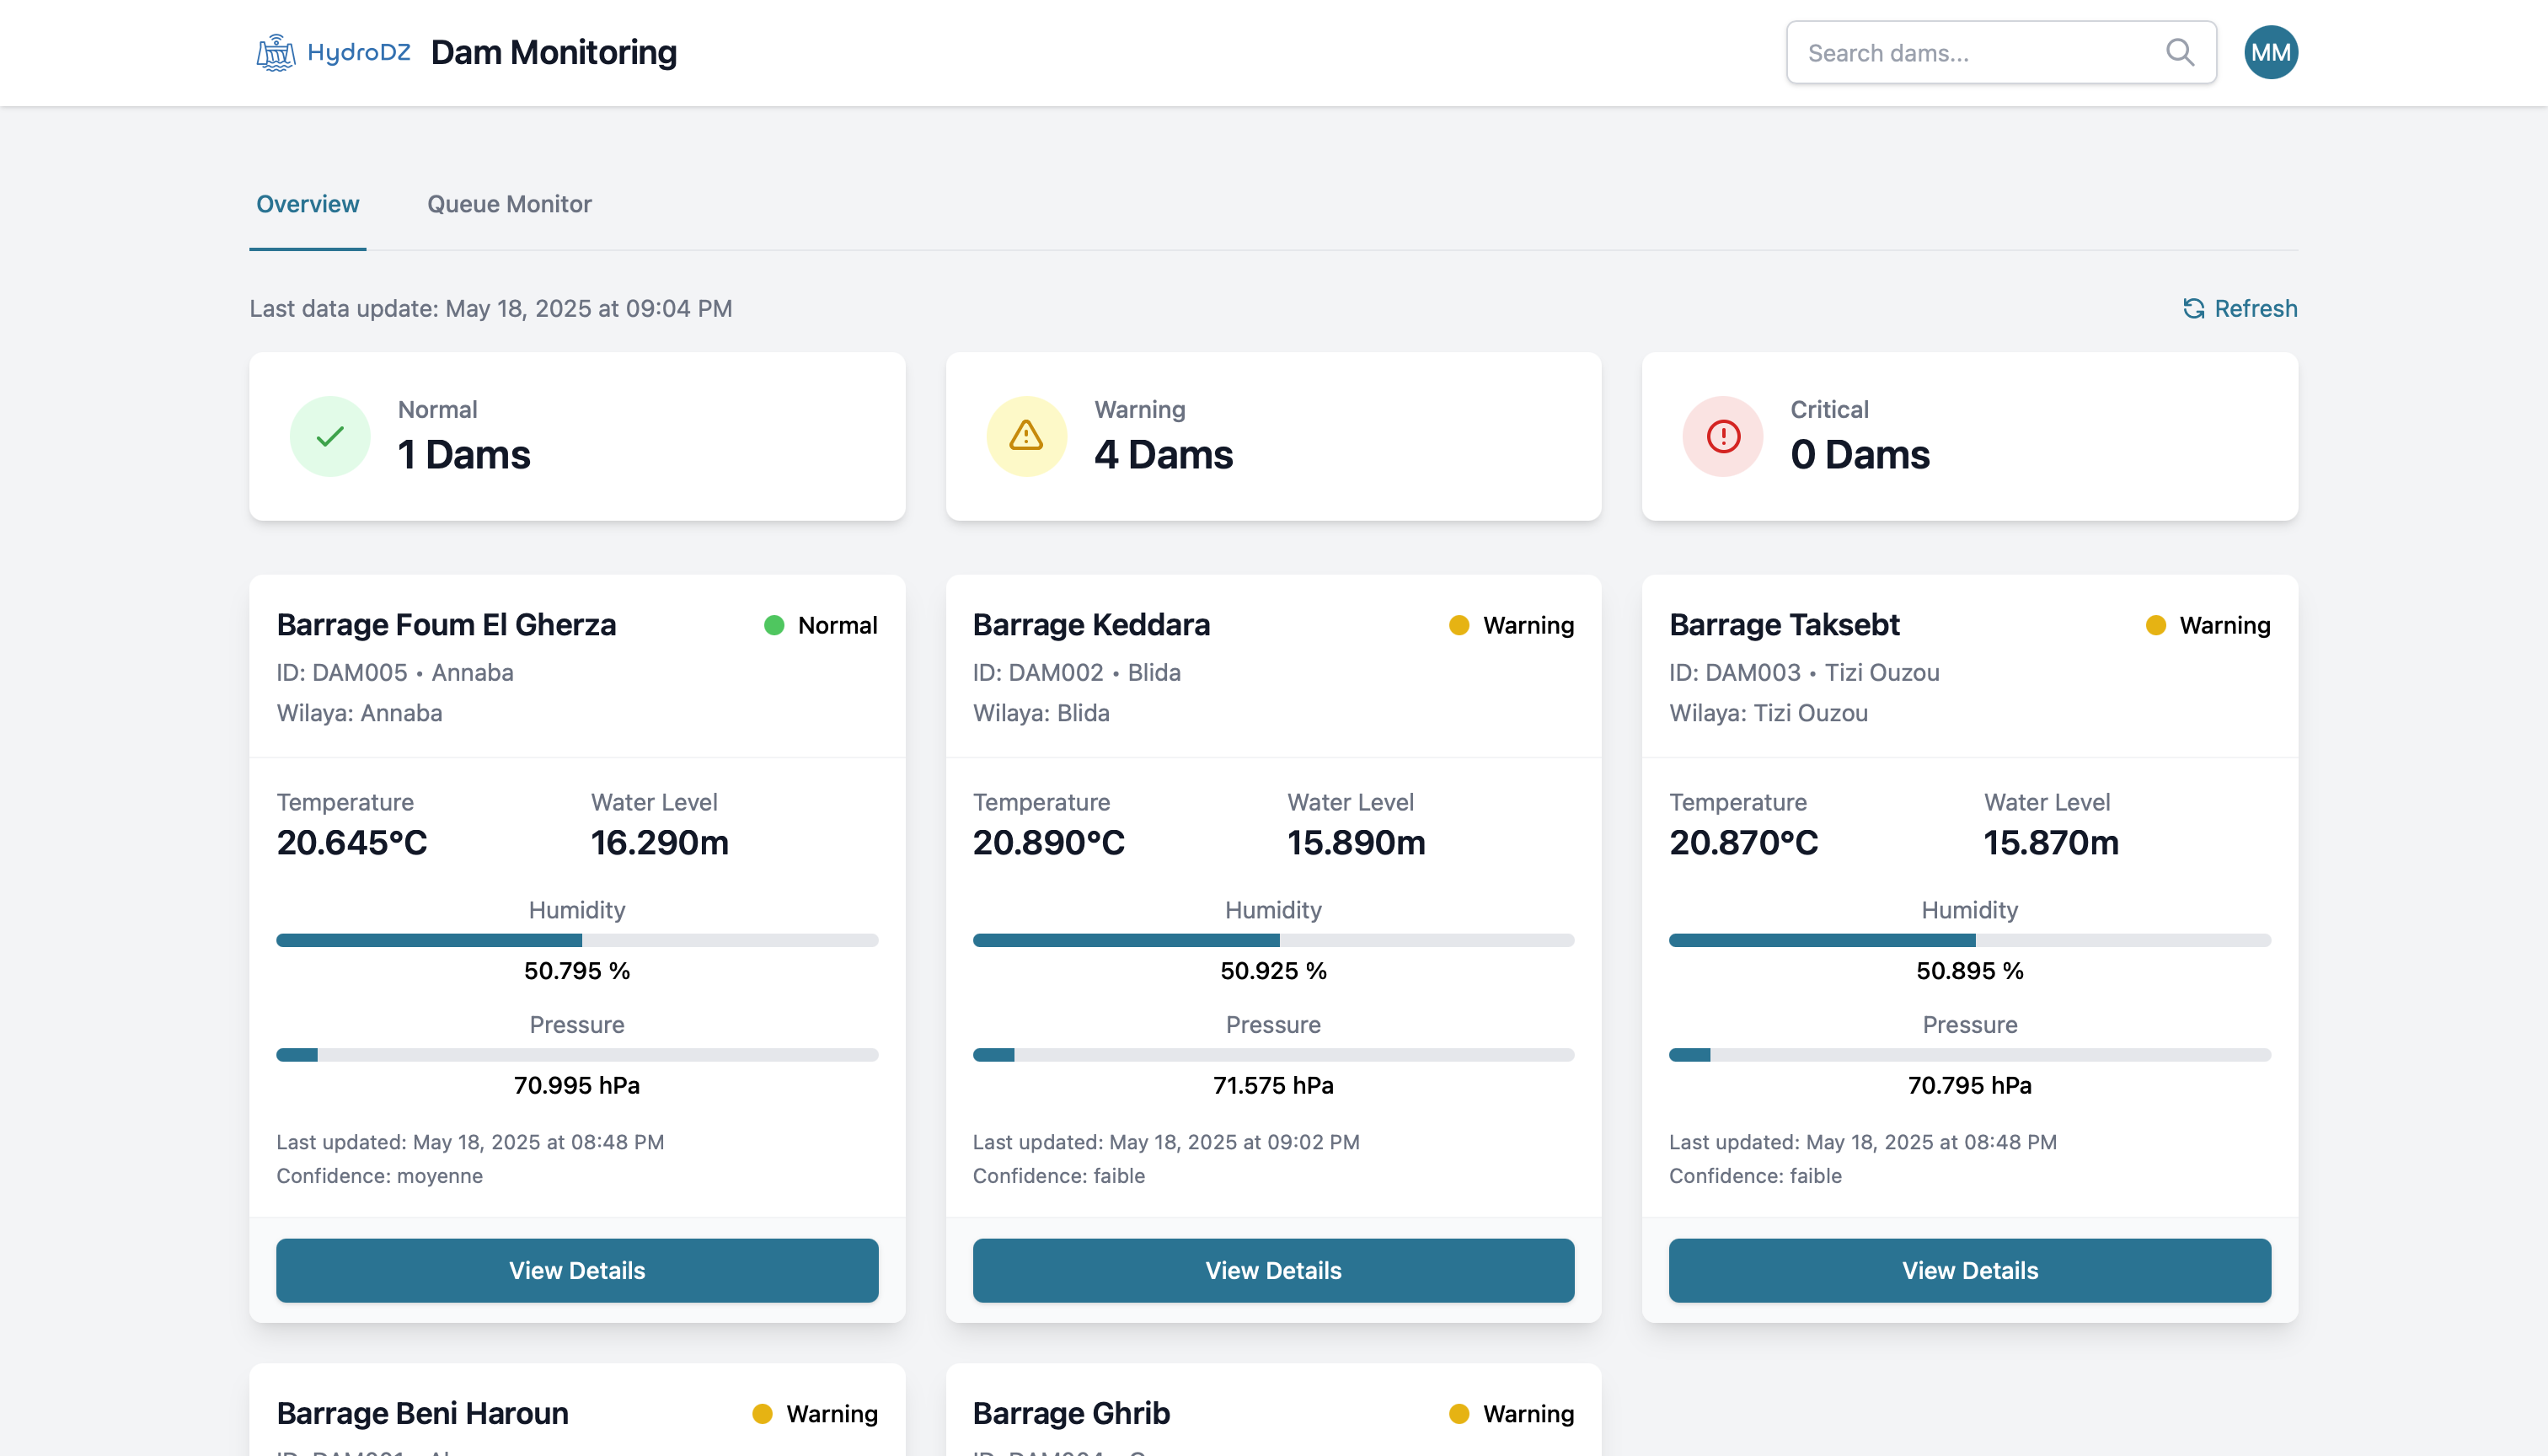 HydroDZ Dam Monitoring
Search dams...
MM
Overview
Queue Monitor
Last data update: May 18, 2025 at 09:04 PM
Refresh
Normal
1 Dams
Warning
4 Dams
Critical
0 Dams
Barrage Foum El Gherza
Normal
ID: DAM005 • Annaba
Wilaya: Annaba
Temperature
20.645°C
Water Level
16.290m
Humidity
50.795 %
Pressure
70.995 hPa
Last updated: May 18, 2025 at 08:48 PM
Confidence: moyenne
View Details
Barrage Keddara
Warning
ID: DAM002 • Blida
Wilaya: Blida
Temperature
20.890°C
Water Level
15.890m
Humidity
50.925 %
Pressure
71.575 hPa
Last updated: May 18, 2025 at 09:02 PM
Confidence: faible
View Details
Barrage Taksebt
Warning
ID: DAM003 • Tizi Ouzou
Wilaya: Tizi Ouzou
Temperature
20.870°C
Water Level
15.870m
Humidity
50.895 %
Pressure
70.795 hPa
Last updated: May 18, 2025 at 08:48 PM
Confidence: faible
View Details
Barrage Beni Haroun
Warning
Barrage Ghrib
Warning